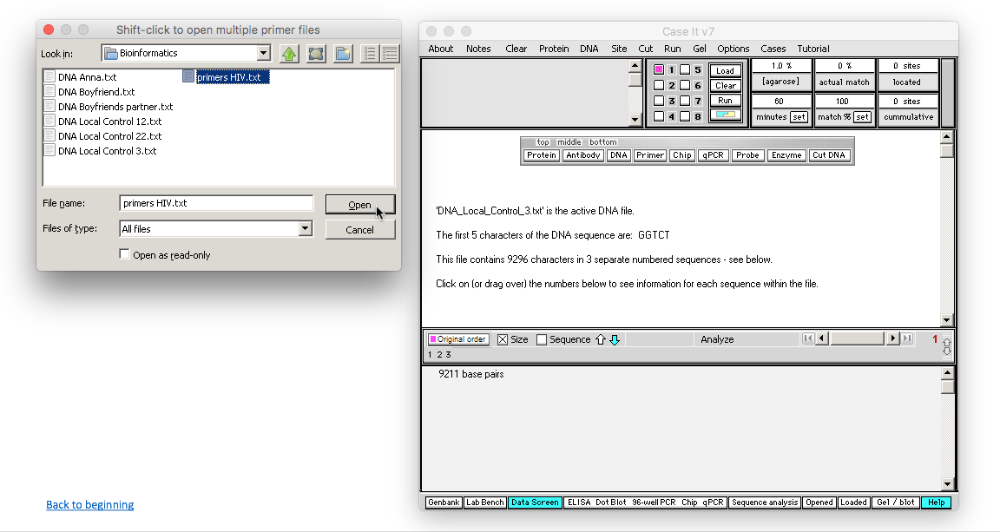 Shift-click to open multiple primer files
Look in: Bioinformatics
DNA Anna.txt
DNA Boyfriend.txt
DNA Boyfriends partner.txt
DNA Local Control 12.txt
DNA Local Control 22.txt
DNA Local Control 3.txt
primers HIV.txt
File name: primers HIV.txt Open
Files of type: All files Cancel
Open as read-only
Back to beginning
Case It v7
About Notes Clear Protein DNA Site Cut Run Gel Options Cases Tutorial
1 5 Load
2 6 Clear
3 7 Run
4 8
1.0 % 0 % 0 sites
[agarose] actual match located
60 100 0 sites
minutes set match % set cummulative
top middle bottom
Protein Antibody DNA Primer Chip qPCR Probe Enzyme Cut DNA
'DNA_Local_Control_3.txt' is the active DNA file.
The first 5 characters of the DNA sequence are: GGTCT
This file contains 9296 characters in 3 separate numbered sequences - see below.
Click on (or drag over) the numbers below to see information for each sequence within the file.
Original order Size Sequence Analyze 1
1 2 3
9211 base pairs
Genbank Lab Bench Data Screen ELISA Dot Blot 96-well PCR Chip qPCR Sequence analysis Opened Loaded Gel / blot Help